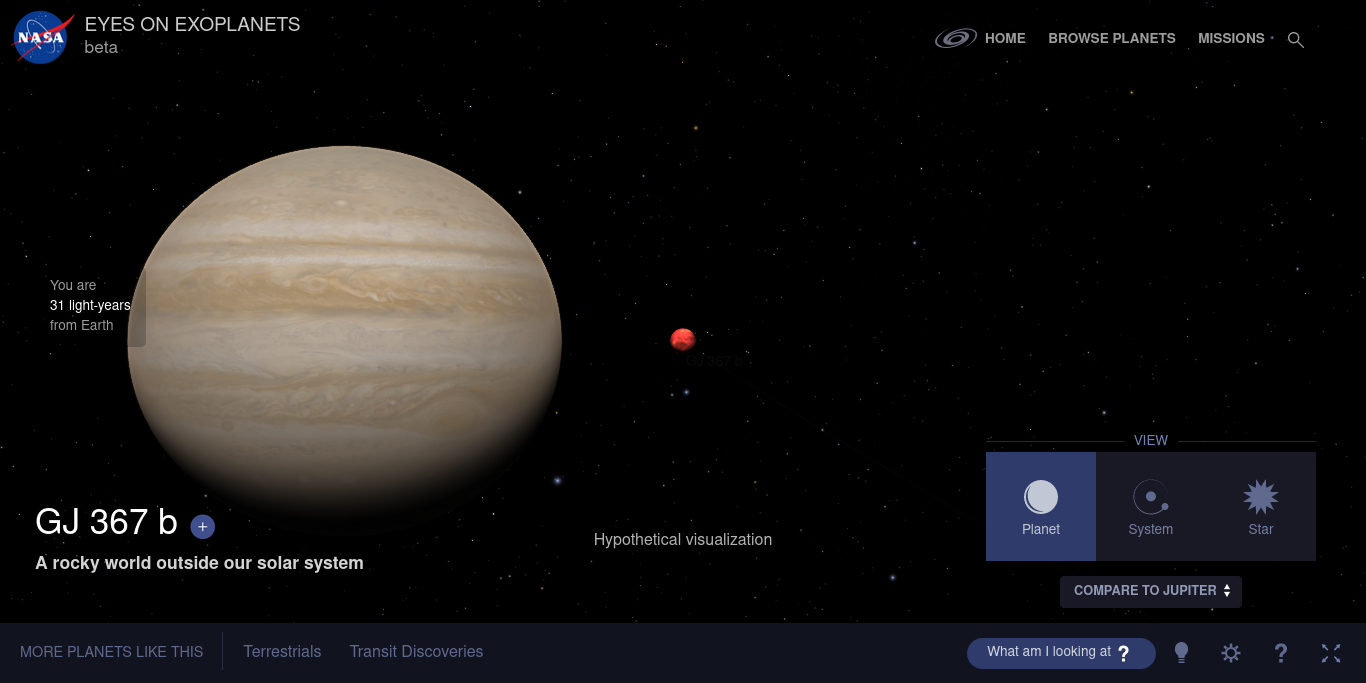 NASA
EYES ON EXOPLANETS
beta
HOME
BROWSE PLANETS
MISSIONS
You are
31 light-years
from Earth
GJ 367 b
VIEW
Planet
System
Star
GJ 367 b +
A rocky world outside our solar system
Hypothetical visualization
COMPARE TO JUPITER
MORE PLANETS LIKE THIS
Terrestrials
Transit Discoveries
What am I looking at ?
?